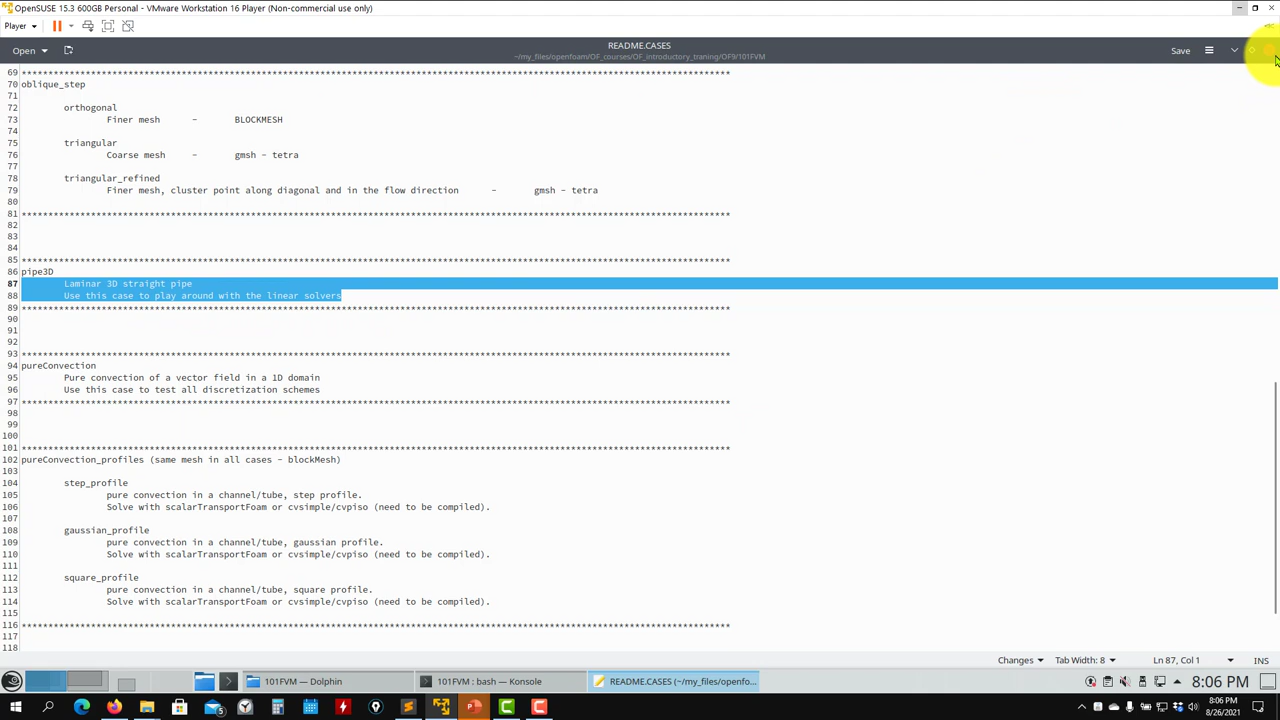 OpenSUSE 15.3 600GB Personal - VMware Workstation 16 Player (Non-commercial use only)
Player
Open
README.CASES
~/my_files/openfoam/OF_courses/OF_introductory_traning/OF9/101FVM
Save
69 *************************************************************************************
70 oblique_step
71
72 orthogonal
73 Finer mesh - BLOCKMESH
74
75 triangular
76 Coarse mesh - gmsh - tetra
77
78 triangular_refined
79 Finer mesh, cluster point along diagonal and in the flow direction - gmsh - tetra
80
81 *************************************************************************************
82
83
84
85 *************************************************************************************
86 pipe3D
87 Laminar 3D straight pipe
88 Use this case to play around with the linear solvers
89 *************************************************************************************
90
91
92
93 *************************************************************************************
94 pureConvection
95 Pure convection of a vector field in a 1D domain
96 Use this case to test all discretization schemes
97 *************************************************************************************
98
99
100
101 *************************************************************************************
102 pureConvection_profiles (same mesh in all cases - blockMesh)
103
104 step_profile
105 pure convection in a channel/tube, step profile.
106 Solve with scalarTransportFoam or cvsimple/cvpiso (need to be compiled).
107
108 gaussian_profile
109 pure convection in a channel/tube, gaussian profile.
110 Solve with scalarTransportFoam or cvsimple/cvpiso (need to be compiled).
111
112 square_profile
113 pure convection in a channel/tube, square profile.
114 Solve with scalarTransportFoam or cvsimple/cvpiso (need to be compiled).
115
116 *************************************************************************************
117
118
Changes Tab Width: 8 Ln 87, Col 1 INS
101FVM — Dolphin 101FVM : bash — Konsole README.CASES (~/my_files/openfo... 8:06 PM
8:06 PM
8/26/2021